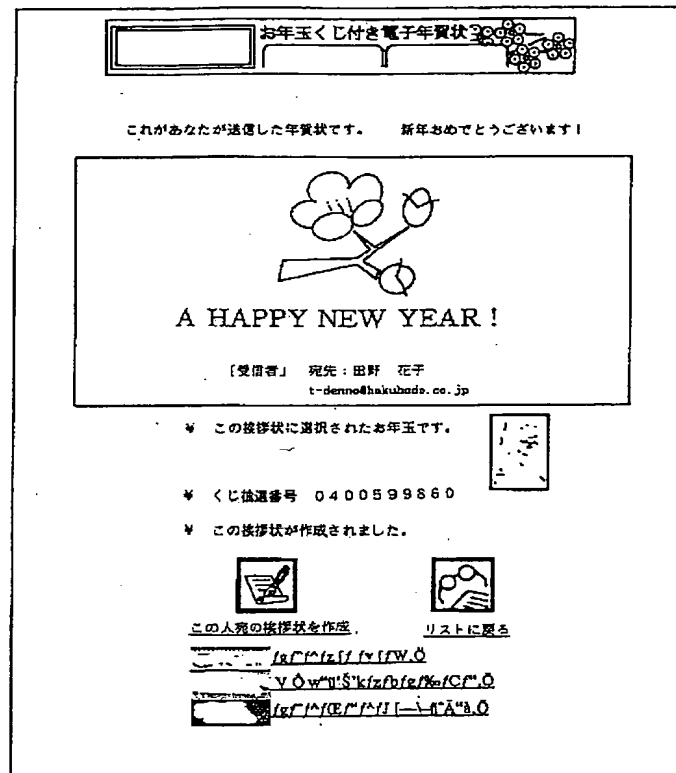 お年玉くじ付き電子年賀状
これがあなたが送信した年賀状です。 新年おめでとうございます!
A HAPPY NEW YEAR !
「受信者」 宛先:田野 花子
t-denno@hakubado.co.jp
¥ この挨拶状に選択されたお年玉です。
¥ くじ抽選番号 0400599860
¥ この挨拶状が作成されました。
この人宛の挨拶状を作成 リストに戻る